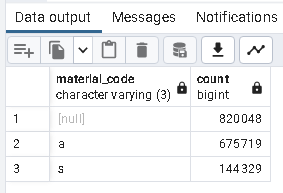 Data output Messages Notifications
material_code count
character varying (3) bigint
1 [null] 820048
2 a 675719
3 s 144329